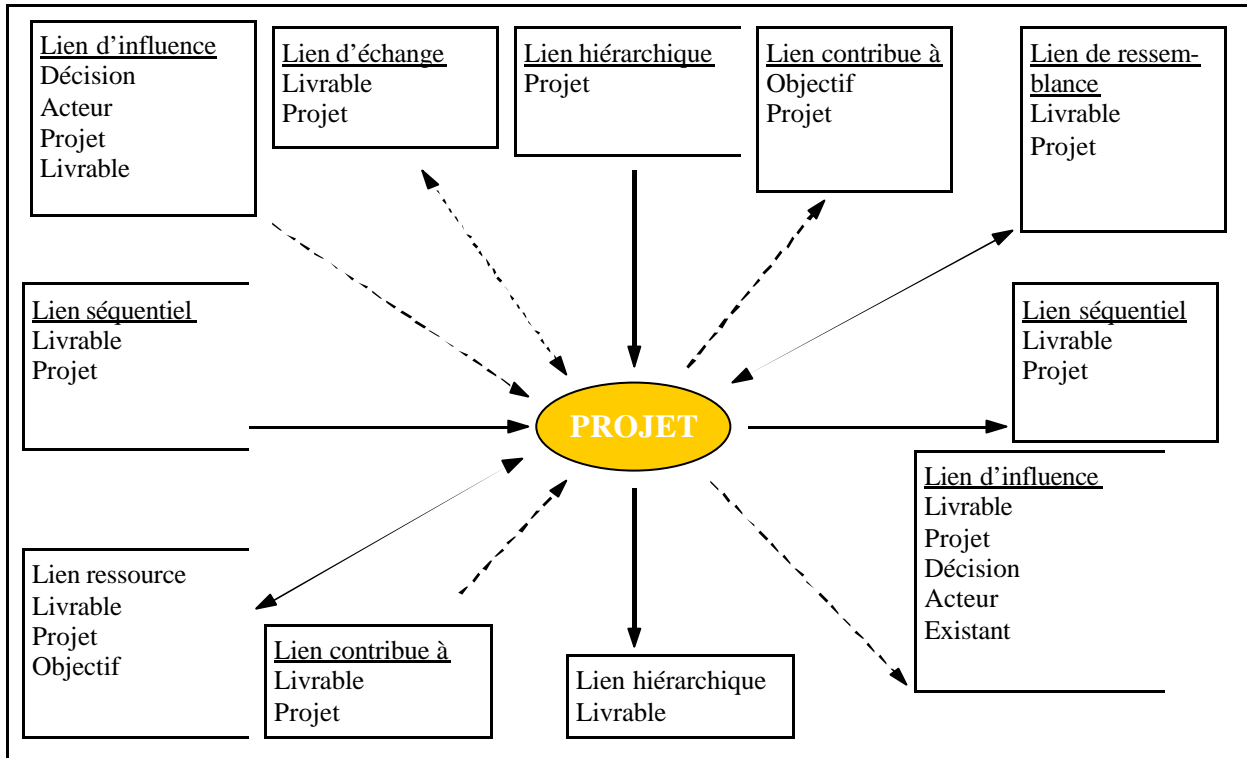 Lien d’influence
Décision
Acteur
Projet
Livrable
Lien d’échange
Livrable
Projet
Lien hiérarchique
Projet
Lien contribue à
Objectif
Projet
Lien de ressem-
blance
Livrable
Projet
Lien séquentiel
Livrable
Projet
PROJET
Lien séquentiel
Livrable
Projet
Lien ressource
Livrable
Projet
Objectif
Lien contribue à
Livrable
Projet
Lien hiérarchique
Livrable
Lien d’influence
Livrable
Projet
Décision
Acteur
Existant